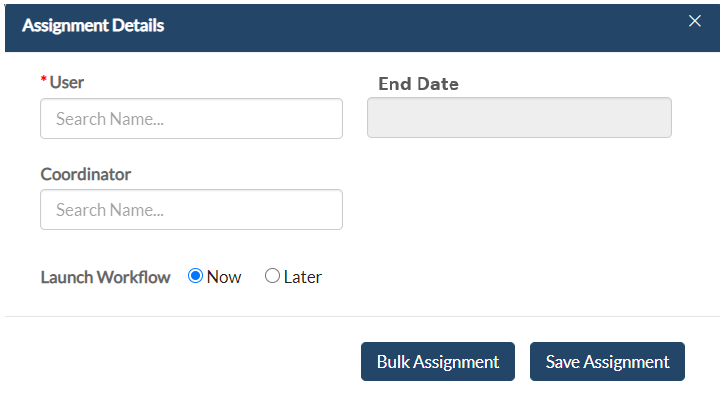 Assignment Details
*User
End Date
Search Name...
Coordinator
Search Name...
Launch Workflow Now Later
Bulk Assignment Save Assignment